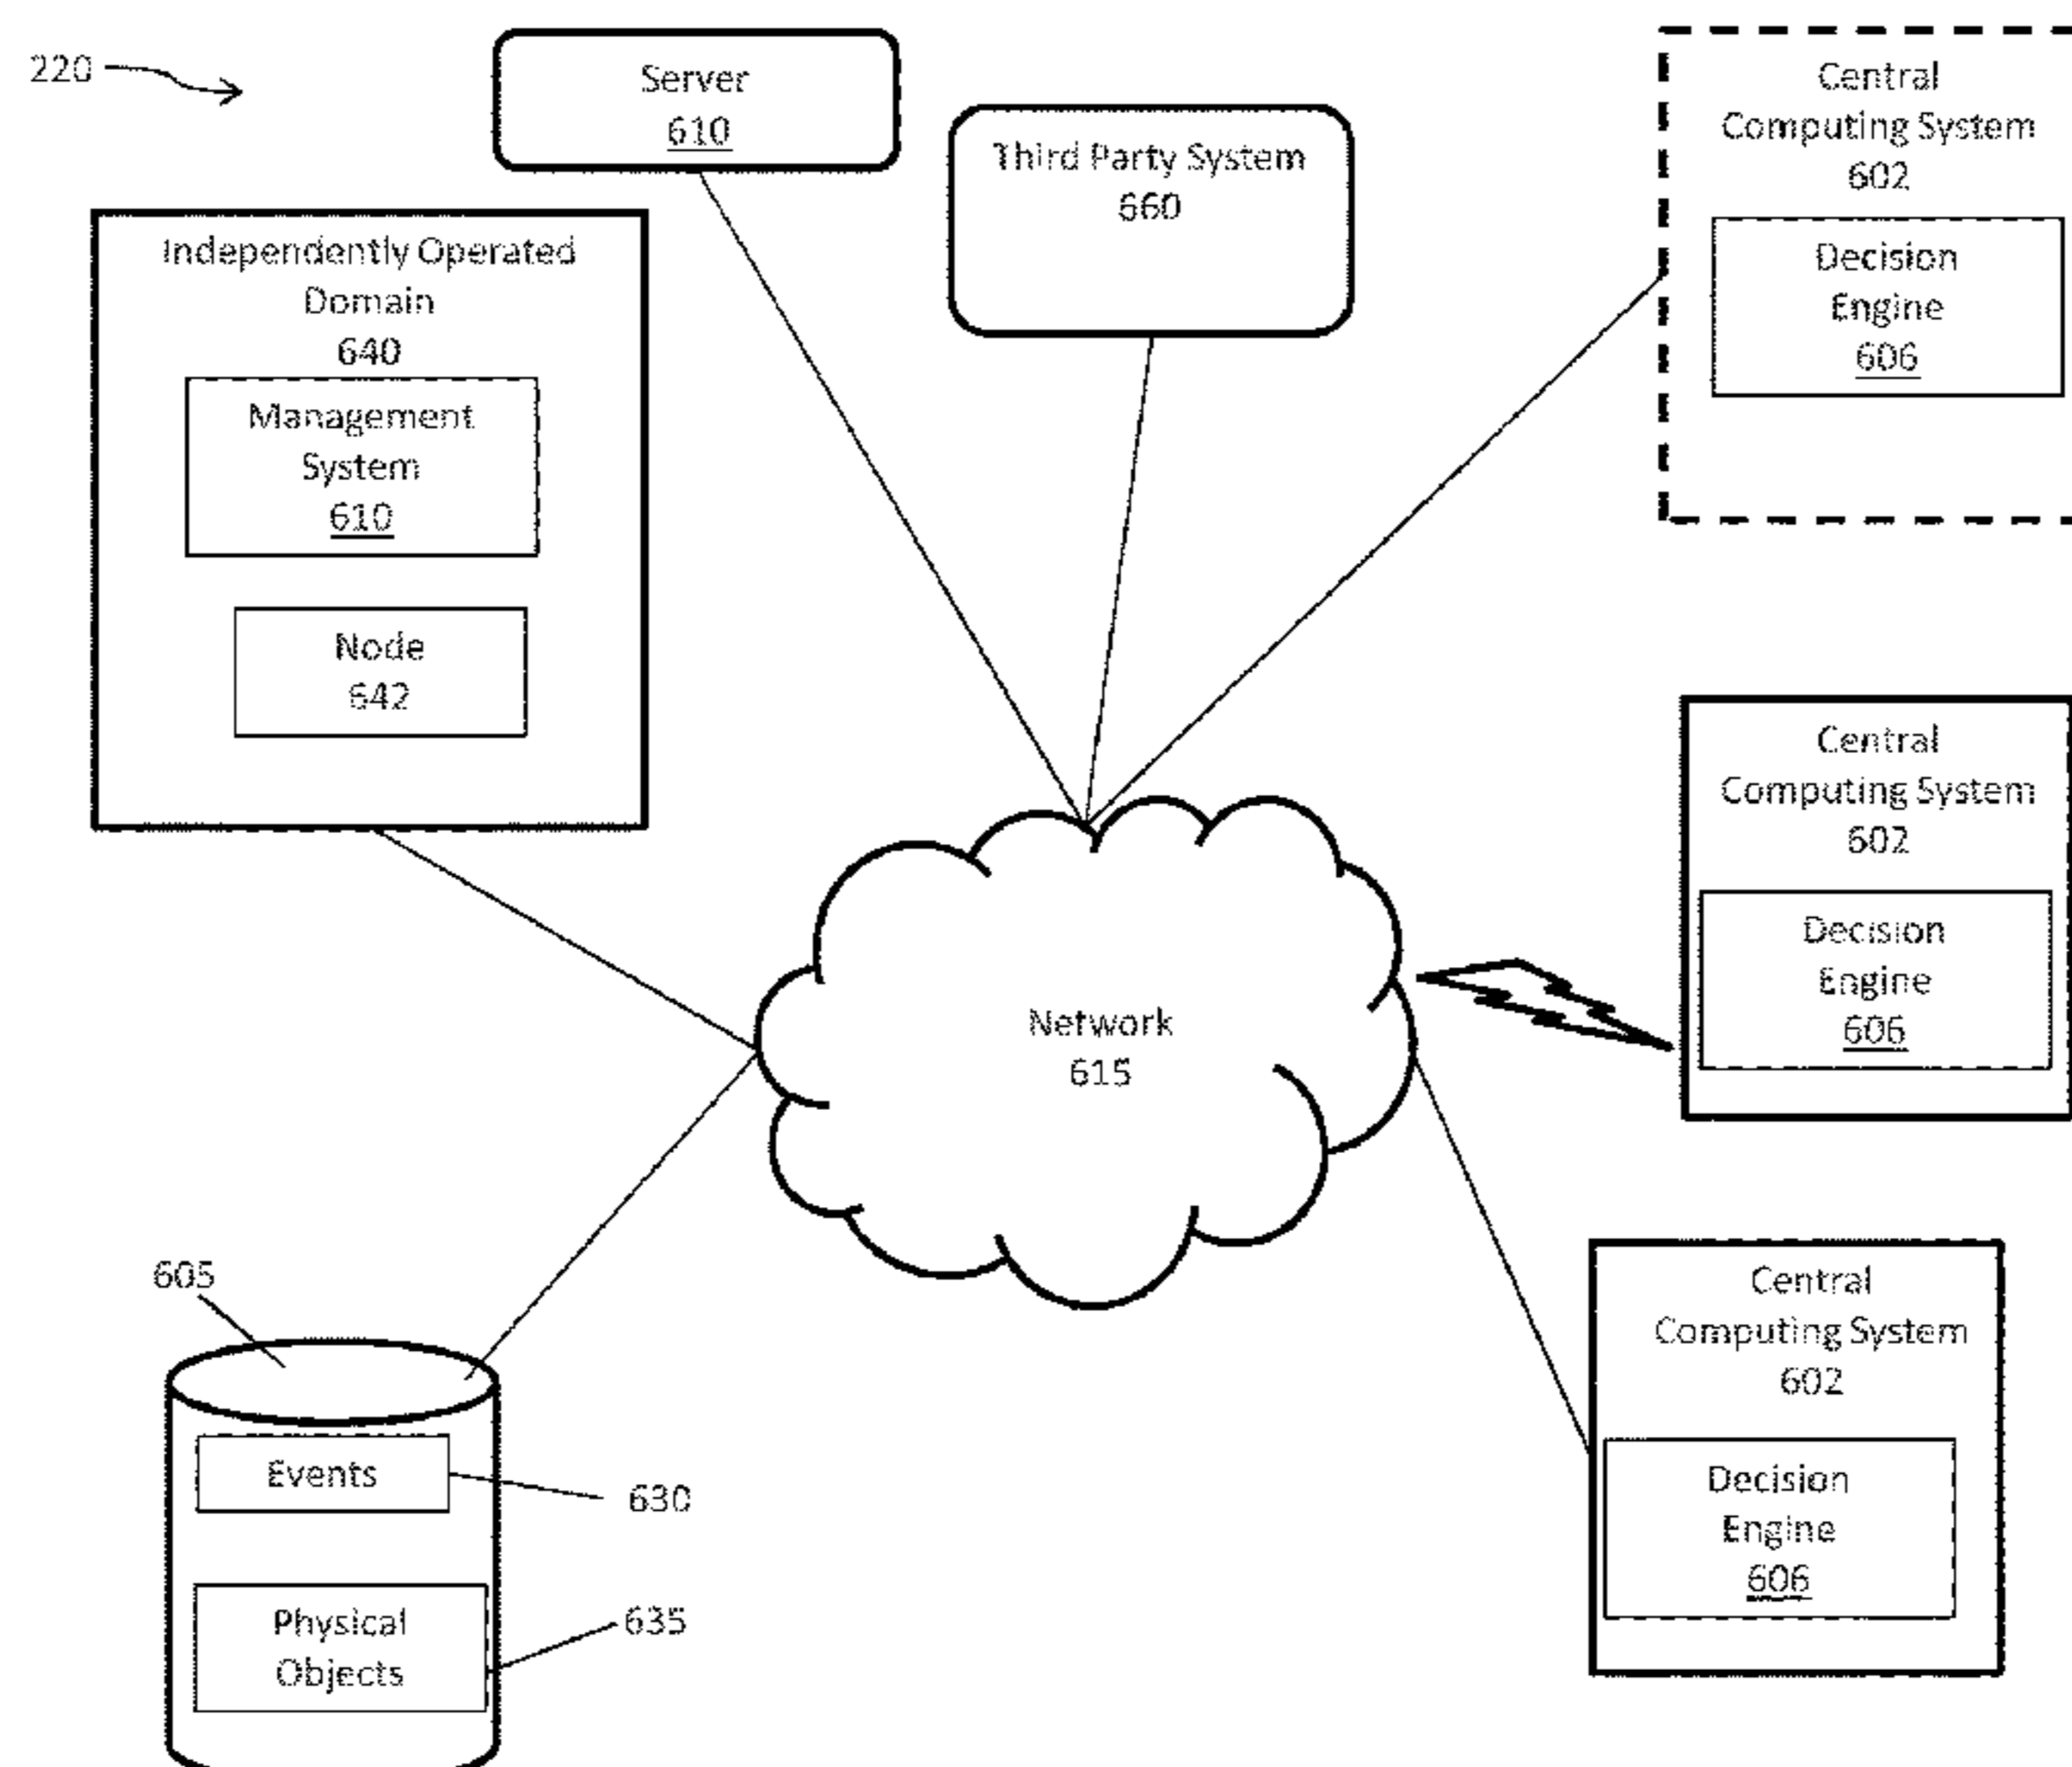 220
Server
610
Third Party System
660
Central
Computing System
602
Decision
Engine
606
Independently Operated
Domain
640
Management
System
610
Node
642
Central
Computing System
602
Decision
Engine
606
Network
615
Central
Computing System
602
Decision
Engine
606
605
Events
630
Physical
Objects
635